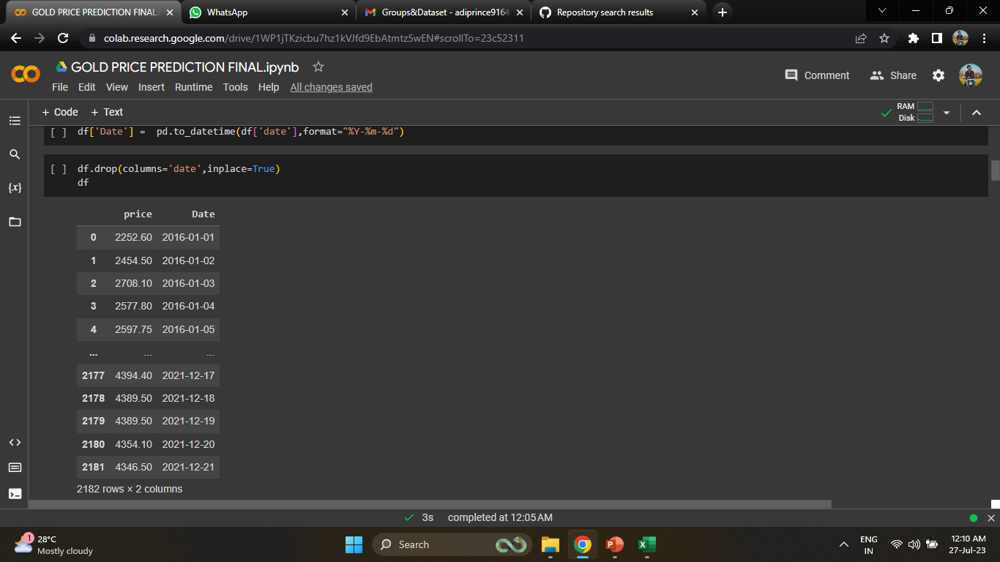 GOLD PRICE PREDICTION FINAL.
WhatsApp
Groups&Dataset - adiprince9164
Repository search results
colab.research.google.com/drive/1WP1jTKzicbu7hz1kVJfd9EbAtmtz5wEN#scrollTo=23c52311
GOLD PRICE PREDICTION FINAL.ipynb
Comment
Share
File Edit View Insert Runtime Tools Help All changes saved
+ Code + Text
RAM
Disk
[ ] df['Date'] =  pd.to_datetime(df['date'],format="%Y-%m-%d")
{x}
[ ] df.drop(columns='date',inplace=True)
df
price Date
0 2252.60 2016-01-01
1 2454.50 2016-01-02
2 2708.10 2016-01-03
3 2577.80 2016-01-04
4 2597.75 2016-01-05
... ... ...
2177 4394.40 2021-12-17
2178 4389.50 2021-12-18
2179 4389.50 2021-12-19
2180 4354.10 2021-12-20
2181 4346.50 2021-12-21
2182 rows × 2 columns
3s completed at 12:05 AM
1
28°C
Mostly cloudy
Search
ENG
IN
12:10 AM
27-Jul-23